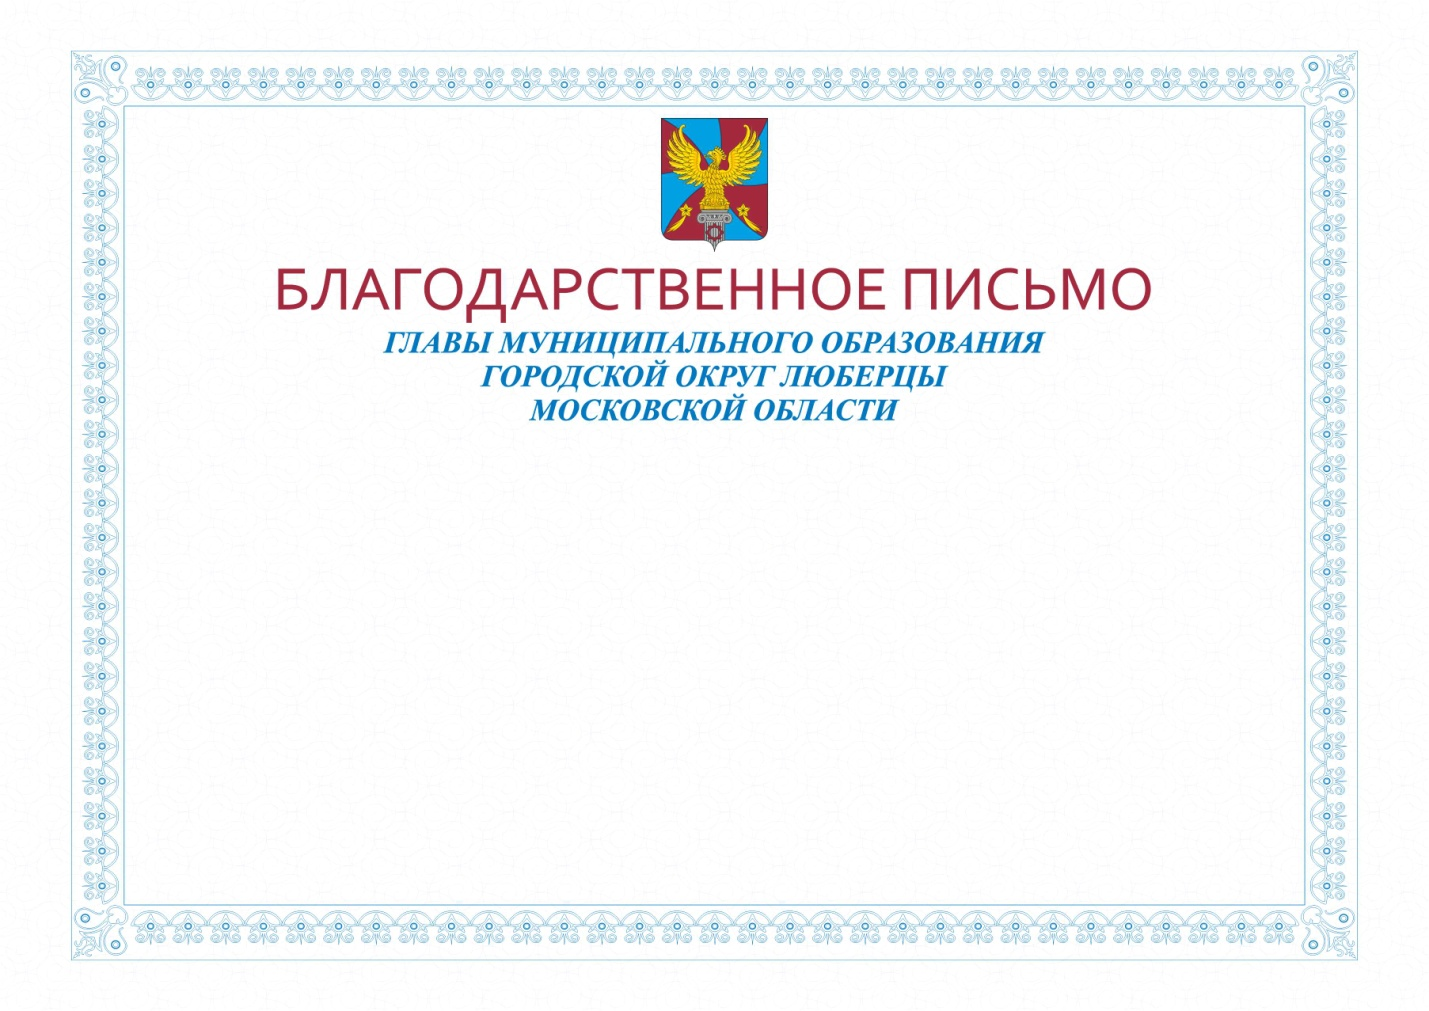 БЛАГОДАРСТВЕННОЕ ПИСЬМО
ГЛАВЫ МУНИЦИПАЛЬНОГО ОБРАЗОВАНИЯ
ГОРОДСКОЙ ОКРУГ ЛЮБЕРЦЫ
МОСКОВСКОЙ ОБЛАСТИ